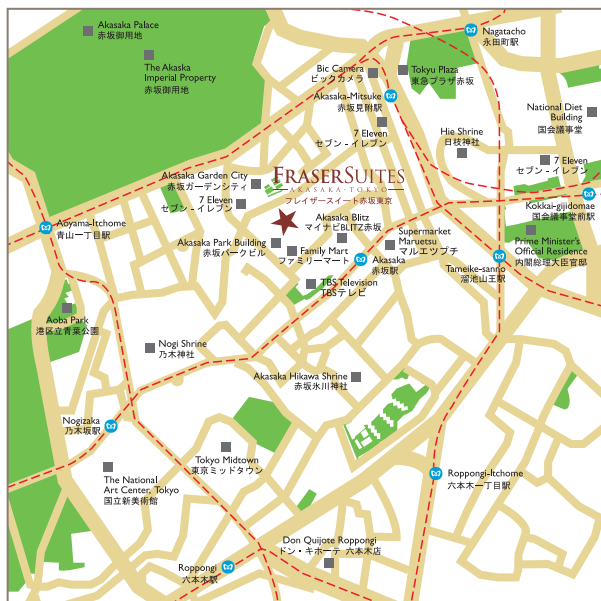 Akasaka Palace
赤坂御用地
The Akaska
Imperial Property
赤坂御用地
Nagatacho
永田町駅
Bic Camera
ビックカメラ
Tokyu Plaza
東急プラザ赤坂
Akasaka-Mitsuke
赤坂見附駅
National Diet
Building
国会議事堂
7 Eleven
セブン - イレブン
Hie Shrine
日枝神社
7 Eleven
セブン - イレブン
Akasaka Garden City
赤坂ガーデンシティ
FRASER SUITES
AKASAKA · TOKYO
フレイザースイート赤坂東京
7 Eleven
セブン - イレブン
Kokkai-gijidomae
国会議事堂前駅
Aoyama-Itchome
青山一丁目駅
Akasaka Blitz
マイナビBLITZ赤坂
Supermarket
Maruetsu
マルエツプチ
Prime Minister's
Official Residence
内閣総理大臣官邸
Akasaka Park Building
赤坂パークビル
Family Mart
ファミリーマート
Akasaka
赤坂駅
Tameike-sanno
溜池山王駅
TBS Television
TBSテレビ
Aoba Park
港区立青葉公園
Nogi Shrine
乃木神社
Akasaka Hikawa Shrine
赤坂氷川神社
Nogizaka
乃木坂駅
Tokyo Midtown
東京ミッドタウン
The National
Art Center, Tokyo
国立新美術館
Roppongi-Itchome
六本木一丁目駅
Don Quijote Roppongi
ドン・キホーテ 六本木店
Roppongi
六本木駅